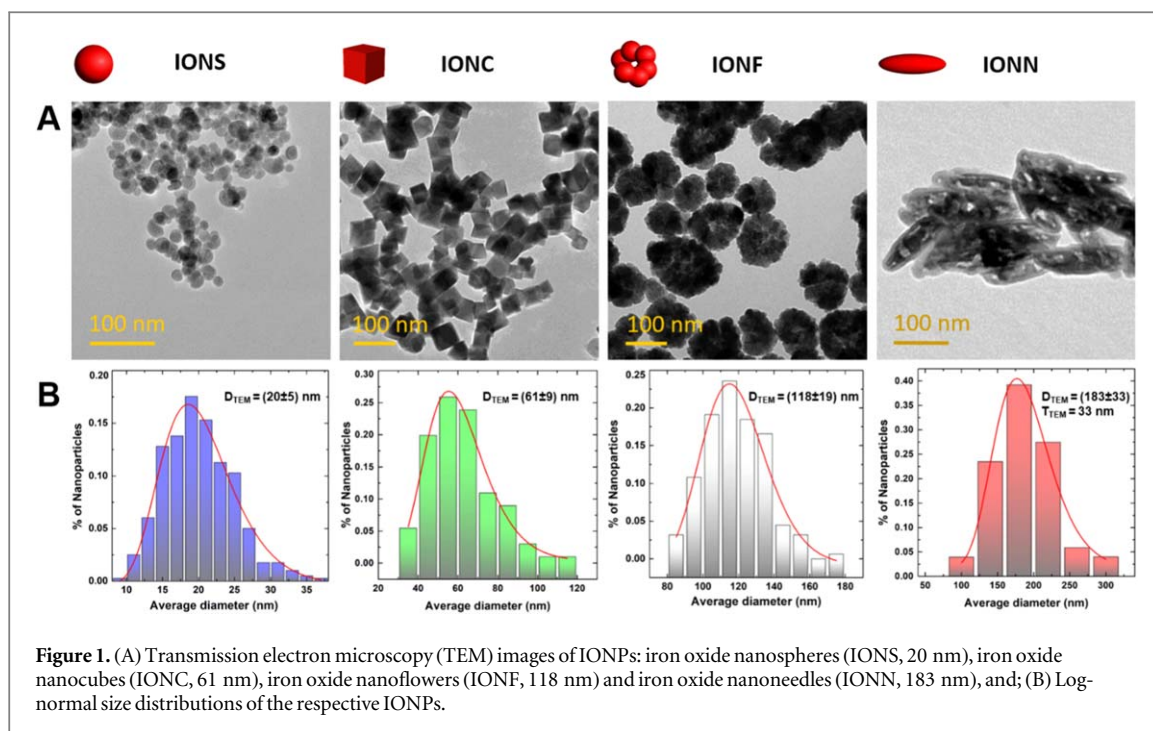 IONS
IONC
IONF
IONN
A
100 nm
100 nm
100 nm
100 nm
B
% of Nanoparticles
0.20
0.15
0.10
0.05
0.00
D_TEM = (20±5) nm
10 15 20 25 30 35
Average diameter (nm)
% of Nanoparticles
0.30
0.25
0.20
0.15
0.10
0.05
0.00
D_TEM = (61±9) nm
20 40 60 80 100 120
Average diameter (nm)
% of Nanoparticles
0.25
0.20
0.15
0.10
0.05
0.00
D_TEM = (118±19) nm
80 100 120 140 160 180
Average diameter (nm)
% of Nanoparticles
0.40
0.35
0.30
0.25
0.20
0.15
0.10
0.05
0.00
D_TEM = (183±33) nm
T_TEM = 33 nm
50 100 150 200 250 300
Average diameter (nm)
Figure 1. (A) Transmission electron microscopy (TEM) images of IONPs: iron oxide nanospheres (IONS, 20 nm), iron oxide
nanocubes (IONC, 61 nm), iron oxide nanoflowers (IONF, 118 nm) and iron oxide nanoneedles (IONN, 183 nm), and; (B) Log-
normal size distributions of the respective IONPs.